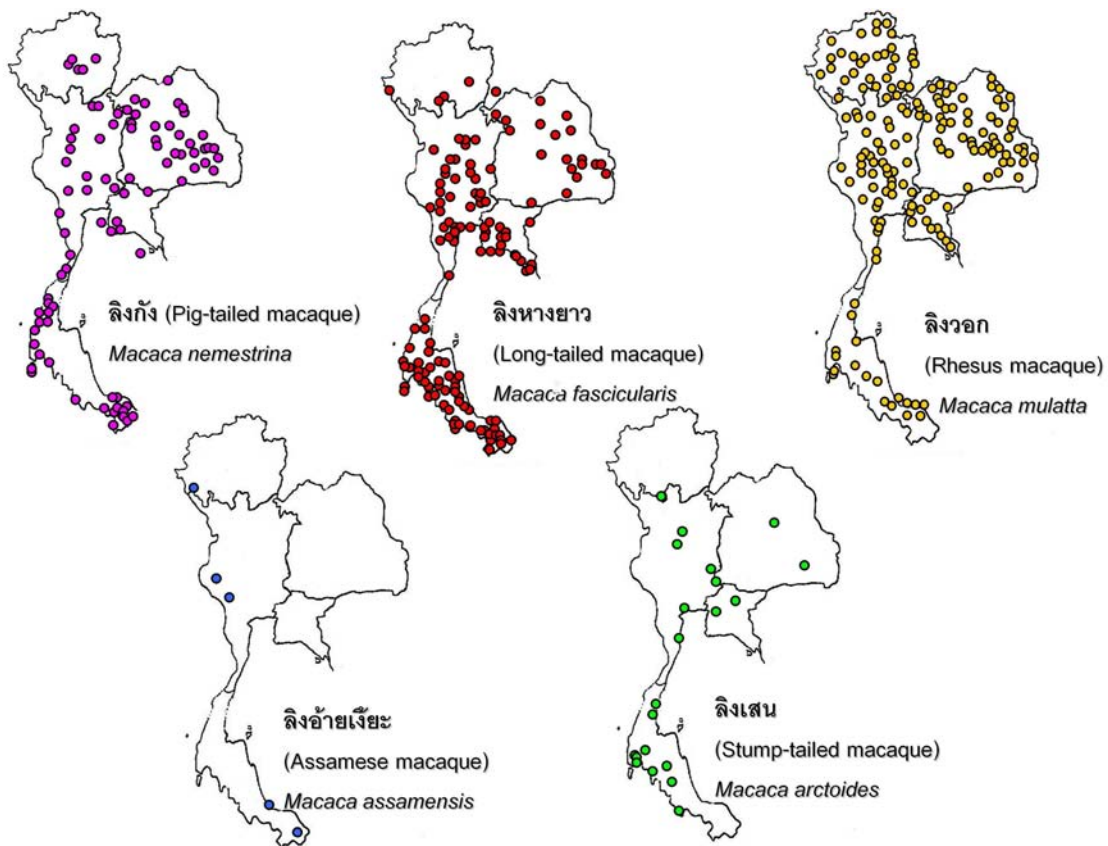 ลิงกัง (Pig-tailed macaque)
Macaca nemestrina
ลิงหางยาว
(Long-tailed macaque)
Macaca fascicularis
ลิงวอก
(Rhesus macaque)
Macaca mulatta
ลิงอ้ายเงี้ยะ
(Assamese macaque)
Macaca assamensis
ลิงเสน
(Stump-tailed macaque)
Macaca arctoides